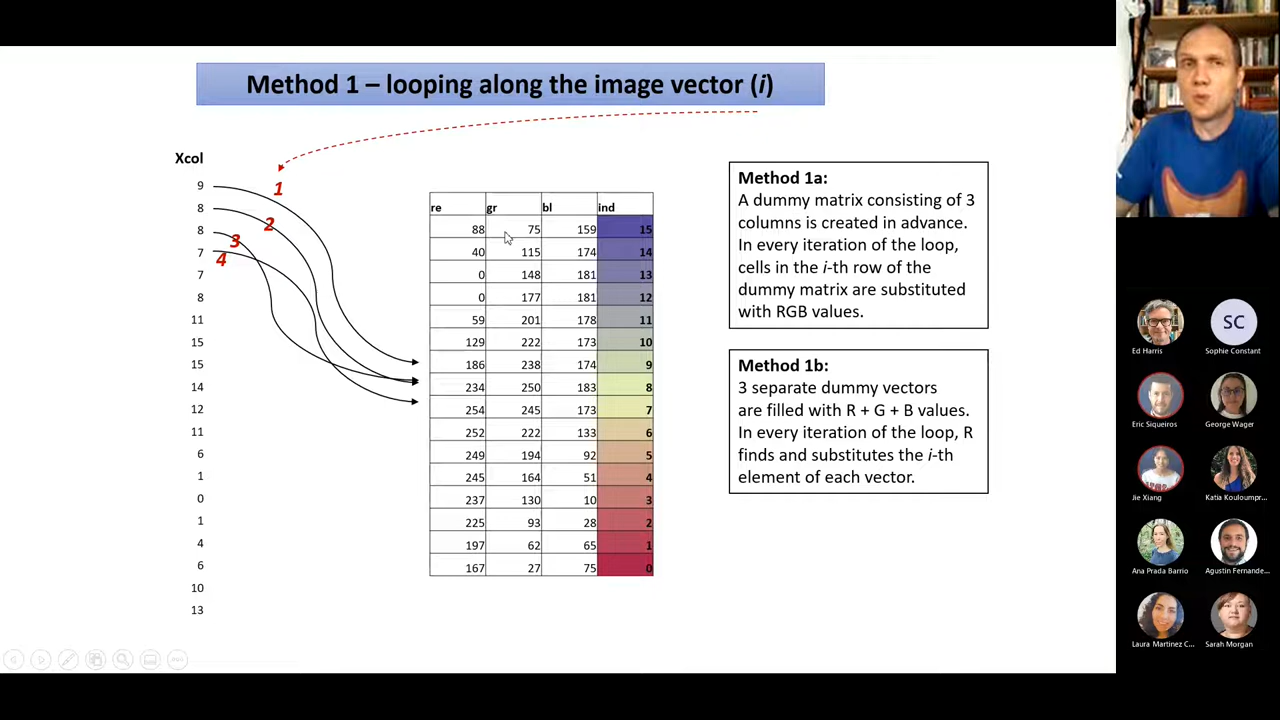 Method 1 – looping along the image vector (i)
Xcol
9
8
8
7
7
8
11
15
15
14
12
11
6
1
0
1
4
6
10
13
1
2
3
4
re gr bl ind
88 75 159 15
40 115 174 14
0 148 181 13
0 177 181 12
59 201 178 11
129 222 173 10
186 238 174 9
234 250 183 8
254 245 173 7
252 222 133 6
249 194 92 5
245 164 51 4
237 130 10 3
225 93 28 2
197 62 65 1
167 27 75 0
Method 1a:
A dummy matrix consisting of 3
columns is created in advance.
In every iteration of the loop,
cells in the i-th row of the
dummy matrix are substituted
with RGB values.
Method 1b:
3 separate dummy vectors
are filled with R + G + B values.
In every iteration of the loop, R
finds and substitutes the i-th
element of each vector.
SC
Ed Harris
Sophie Constant
Eric Siqueiros
George Wager
Jie Xiang
Katia Kouloumpr...
Ana Prada Barrio
Agustin Fernande...
Laura Martinez C...
Sarah Morgan